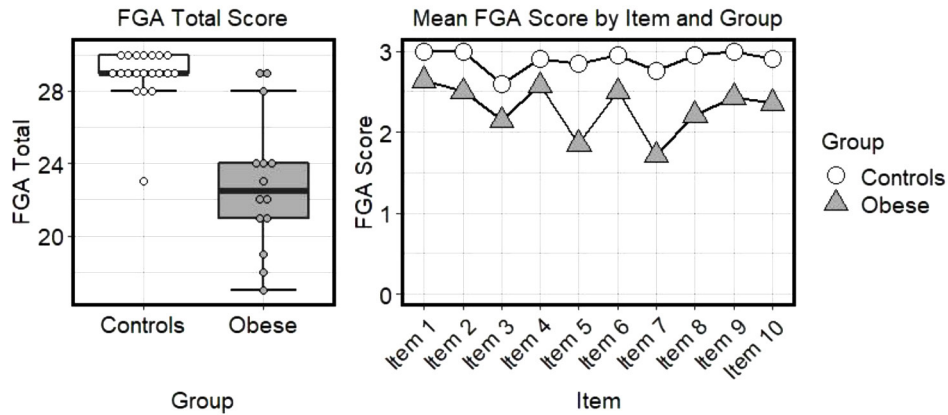 FGA Total Score
FGA Total
28
24
20
Controls
Obese
Group
Mean FGA Score by Item and Group
FGA Score
3
2
1
0
Item 1
Item 2
Item 3
Item 4
Item 5
Item 6
Item 7
Item 8
Item 9
Item 10
Item
Group
Controls
Obese